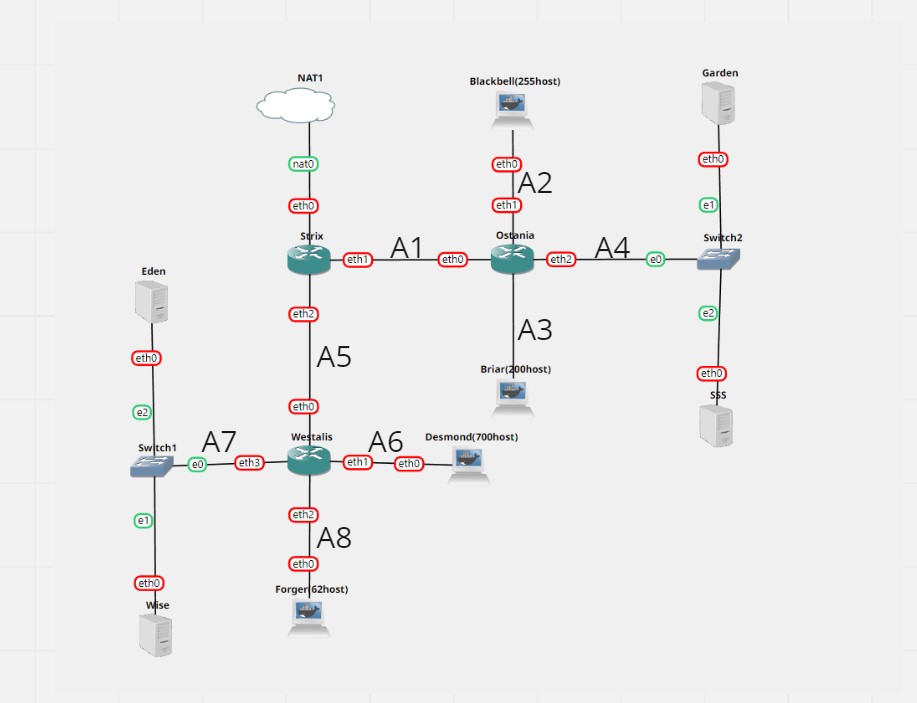 NAT1
Blackbell(255host)
Garden
nat0
eth0
eth0
eth1
A2
eth0
e1
Strix
Ostania
Switch2
eth1
A1
eth0
eth2
A4
e0
Eden
eth2
A3
e2
eth0
A5
Briar(200host)
eth0
SSS
e2
eth0
Switch1
A7
Westalis
A6
Desmond(700host)
e0
eth3
eth1
eth0
e1
eth2
A8
eth0
eth0
Forger(62host)
Wise